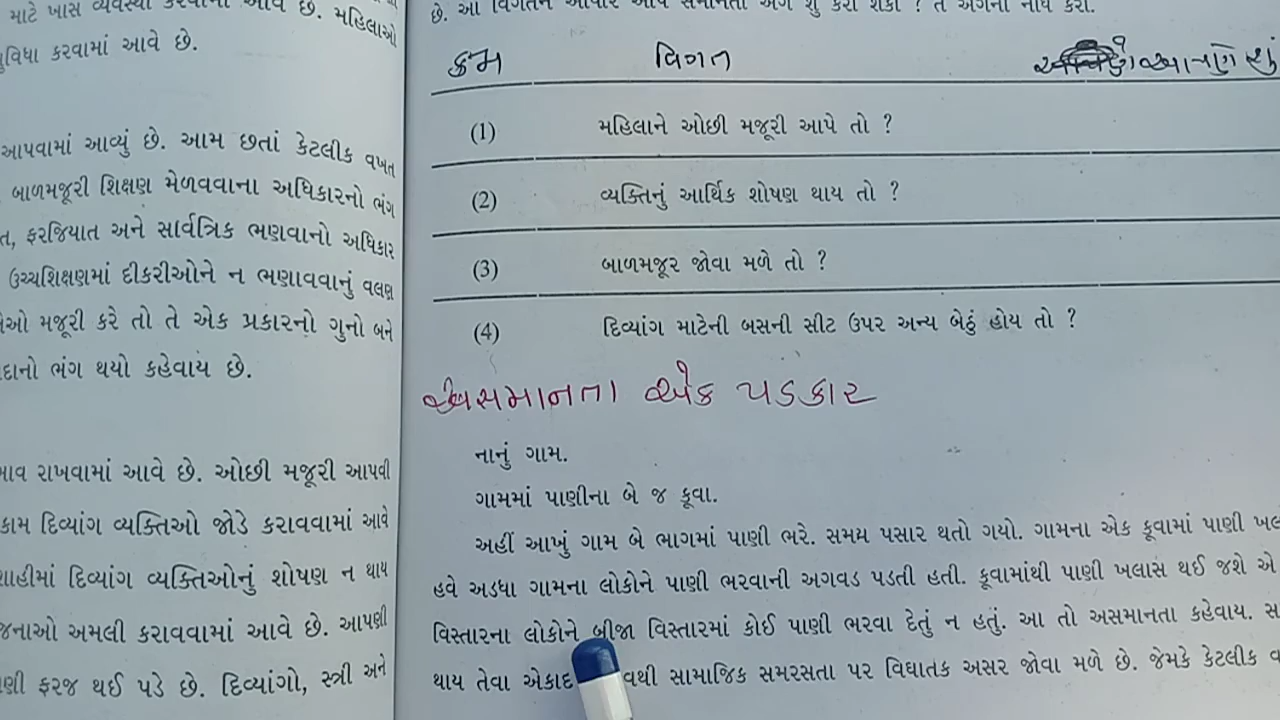 માટે ખાસ વ્યવસ્થા કરવામાં આવે છે. મહિલાઓ
સુવિધા કરવામાં આવે છે.
આપવામાં આવ્યું છે. આમ છતાં કેટલીક વખત
બાળમજૂરી શિક્ષણ મેળવવાના અધિકારનો ભંગ
ત, ફરજિયાત અને સાર્વત્રિક ભણવાનો અધિકાર
ઉચ્ચશિક્ષણમાં દીકરીઓને ન ભણાવવાનું વલણ
મજૂરી કરે તો તે એક પ્રકારનો ગુનો બને
ભંગ થયો કહેવાય છે.
રાખવામાં આવે છે. ઓછી મજૂરી આપવી
કામ દિવ્યાંગ વ્યક્તિઓ જોડે કરાવવામાં આવે
દિવ્યાંગ વ્યક્તિઓનું શોષણ ન થાય
અમલી કરાવવામાં આવે છે. આપણી
ફરજ થઈ પડે છે. દિવ્યાંગો, સ્ત્રી અને
છે. આ વિગતને આધારે આપ સમાનતા અંગે શું કરી શકો ? તે અંગેની નોંધ કરો.
ક્રમ વિગત શું
(1) મહિલાને ઓછી મજૂરી આપે તો ?
(2) વ્યક્તિનું આર્થિક શોષણ થાય તો ?
(3) બાળમજૂર જોવા મળે તો ?
(4) દિવ્યાંગ માટેની બસની સીટ ઉપર અન્ય બેઠું હોય તો ?
અસમાનતા એક પડકાર
નાનું ગામ.
ગામમાં પાણીના બે જ કૂવા.
અહીં આખું ગામ બે ભાગમાં પાણી ભરે. સમય પસાર થતો ગયો. ગામના એક કૂવામાં પાણી ખલ
હવે અડધા ગામના લોકોને પાણી ભરવાની અગવડ પડતી હતી. કૂવામાંથી પાણી ખલાસ થઈ જશે એ
વિસ્તારના લોકોને બીજા વિસ્તારમાં કોઈ પાણી ભરવા દેતું ન હતું. આ તો અસમાનતા કહેવાય. સ
થાય તેવા એકાદ વથી સામાજિક સમરસતા પર વિઘાતક અસર જોવા મળે છે. જેમકે કેટલીક વ